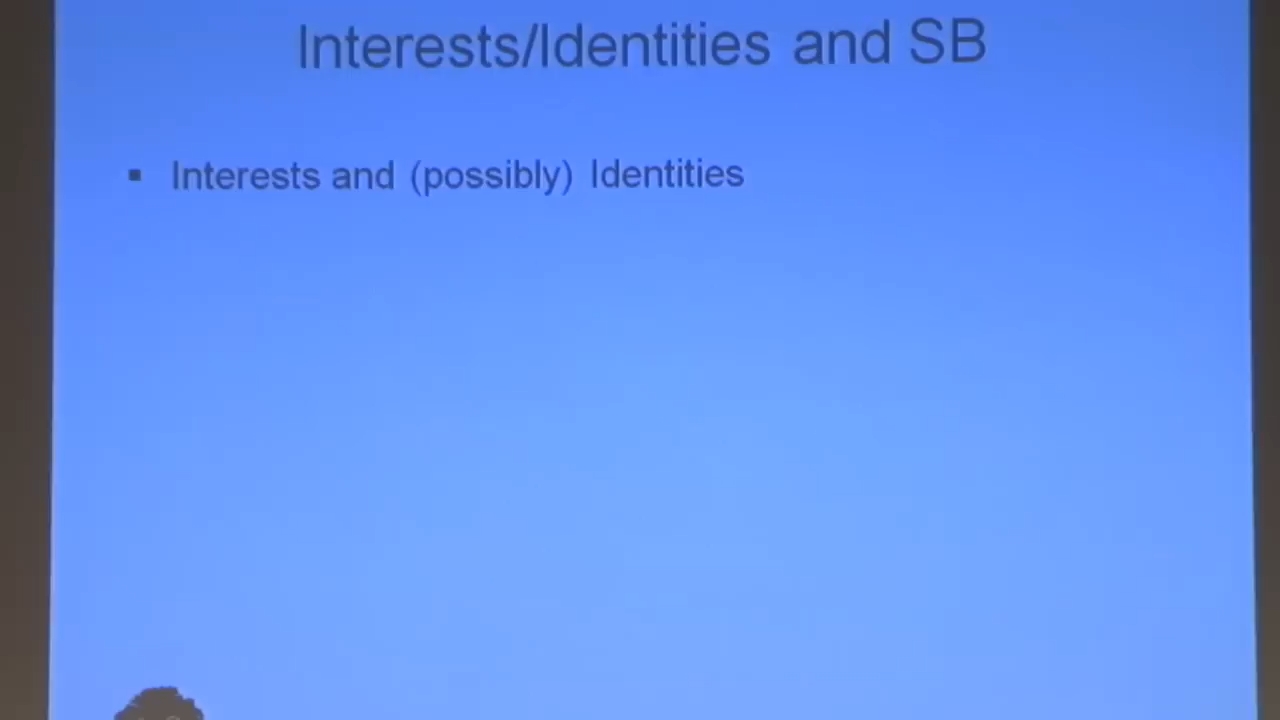 Interests/Identities and SB
▪ Interests and (possibly) Identities